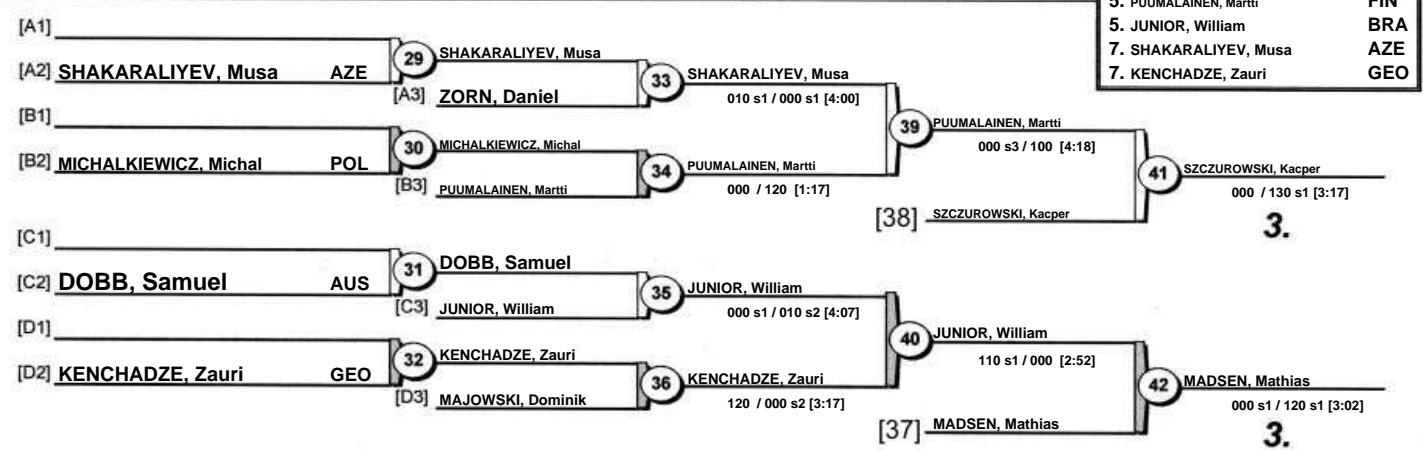 5. PUUMALAINEN, Martti FIN
5. JUNIOR, William BRA
7. SHAKARALIYEV, Musa AZE
7. KENCHADZE, Zauri GEO
[A1]
[A2] SHAKARALIYEV, Musa AZE
29
SHAKARALIYEV, Musa
[A3] ZORN, Daniel
33
SHAKARALIYEV, Musa
010 s1 / 000 s1 [4:00]
[B1]
[B2] MICHALKIEWICZ, Michal POL
30
MICHALKIEWICZ, Michal
[B3] PUUMALAINEN, Martti
34
PUUMALAINEN, Martti
000 / 120 [1:17]
39
PUUMALAINEN, Martti
000 s3 / 100 [4:18]
[38] SZCZUROWSKI, Kacper
41
SZCZUROWSKI, Kacper
000 / 130 s1 [3:17]
3.
[C1]
[C2] DOBB, Samuel AUS
31
DOBB, Samuel
[C3] JUNIOR, William
35
JUNIOR, William
000 s1 / 010 s2 [4:07]
[D1]
[D2] KENCHADZE, Zauri GEO
32
KENCHADZE, Zauri
[D3] MAJOWSKI, Dominik
36
KENCHADZE, Zauri
120 / 000 s2 [3:17]
40
JUNIOR, William
110 s1 / 000 [2:52]
[37] MADSEN, Mathias
42
MADSEN, Mathias
000 s1 / 120 s1 [3:02]
3.